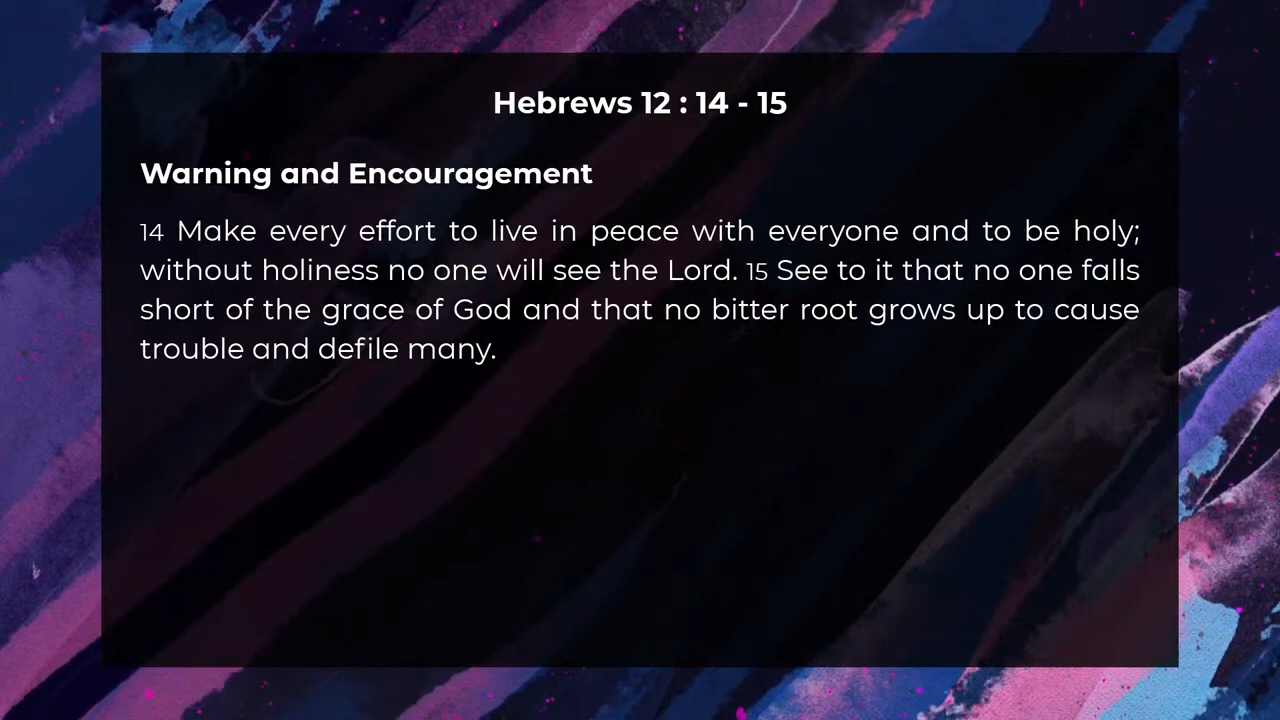 Hebrews 12 : 14 - 15
Warning and Encouragement
14 Make every effort to live in peace with everyone and to be holy;
without holiness no one will see the Lord. 15 See to it that no one falls
short of the grace of God and that no bitter root grows up to cause
trouble and defile many.